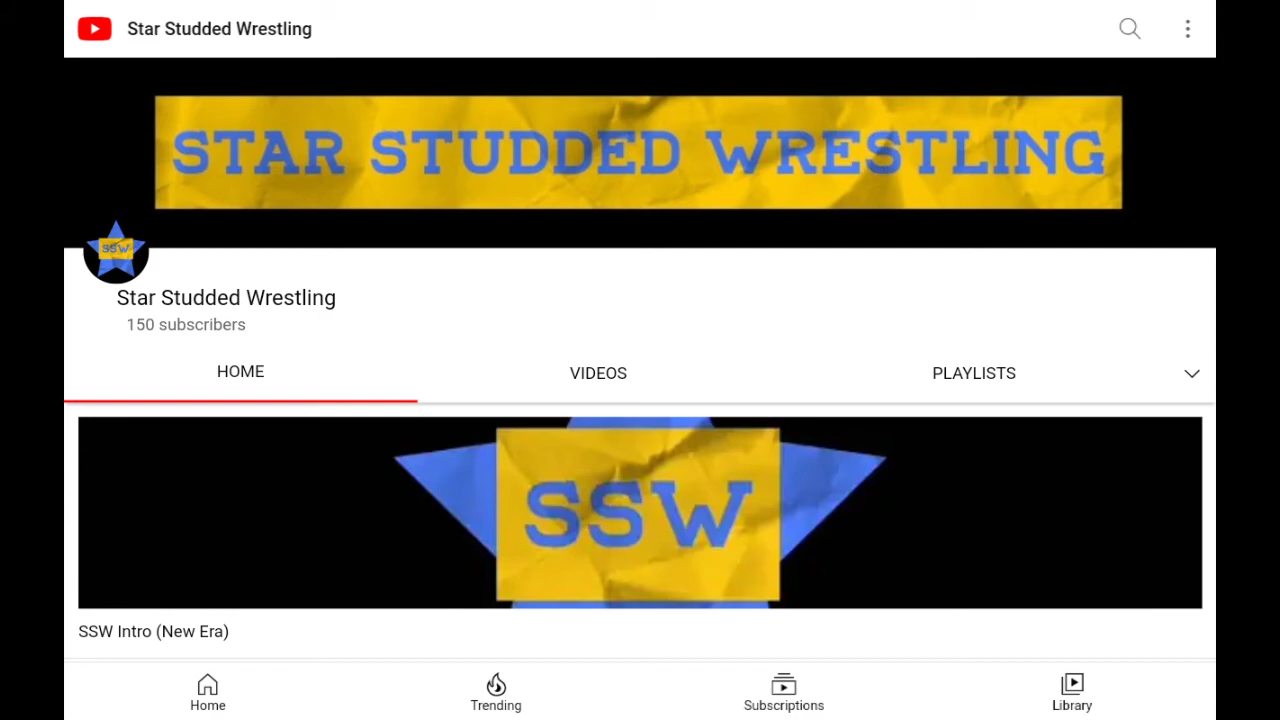 Star Studded Wrestling
STAR STUDDED WRESTLING
SSW
Star Studded Wrestling
150 subscribers
HOME VIDEOS PLAYLISTS
SSW
SSW Intro (New Era)
Home Trending Subscriptions Library